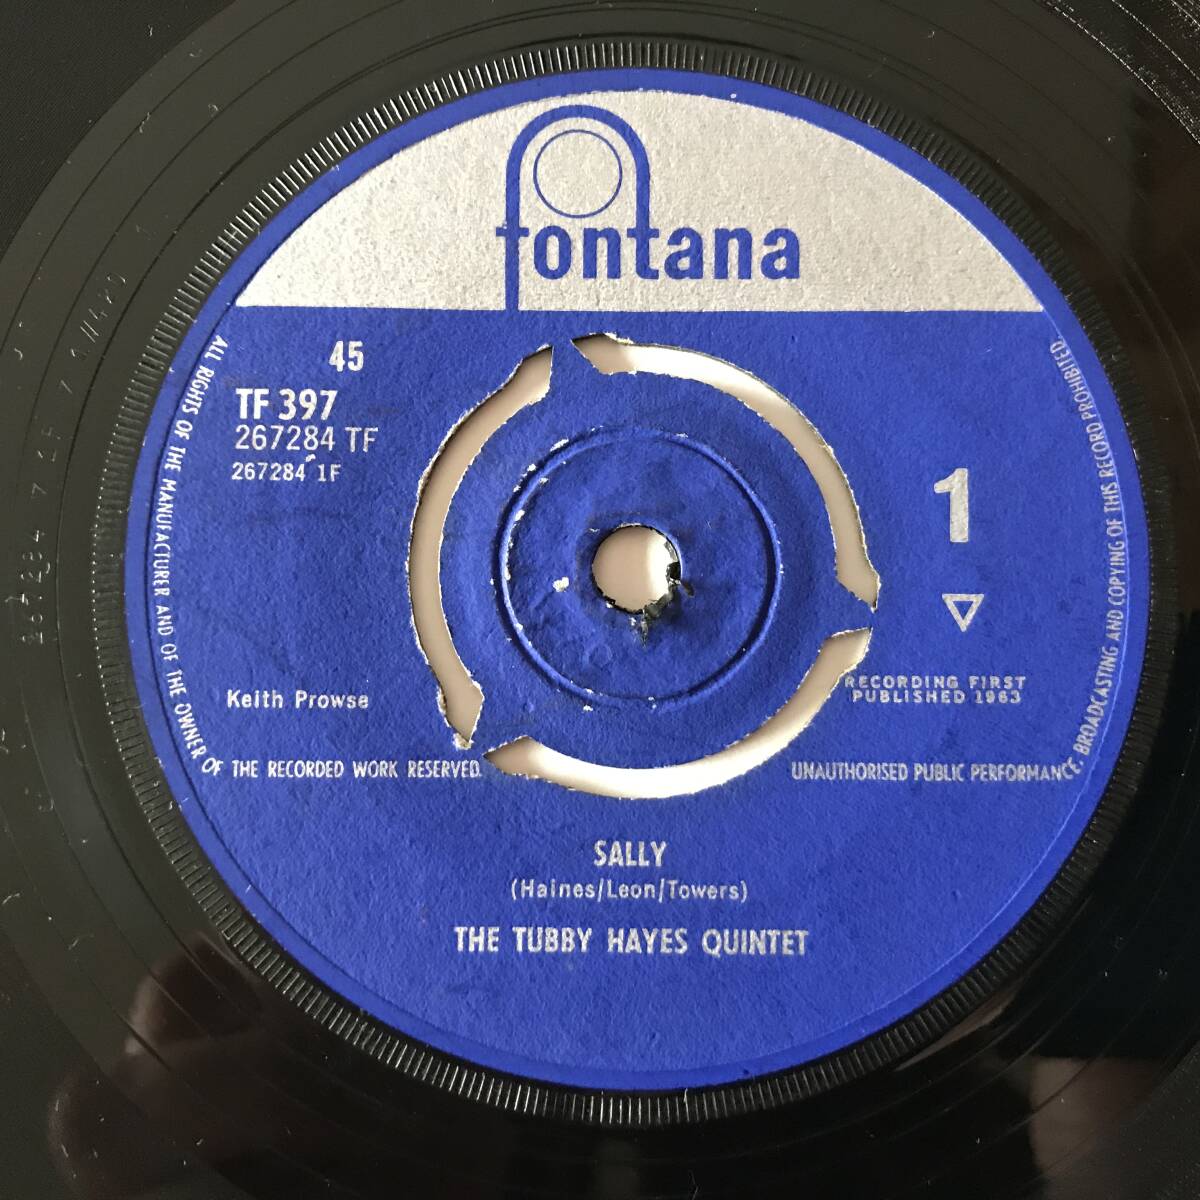 fontana
45
TF 397
267284 TF
267284 1F
1
Keith Prowse
RECORDING FIRST
PUBLISHED 1963
ALL RIGHTS OF THE MANUFACTURER AND OF THE OWNER OF THE RECORDED WORK RESERVED.
UNAUTHORISED PUBLIC PERFORMANCE, BROADCASTING AND COPYING OF THIS RECORD PROHIBITED.
SALLY
(Haines/Leon/Towers)
THE TUBBY HAYES QUINTET